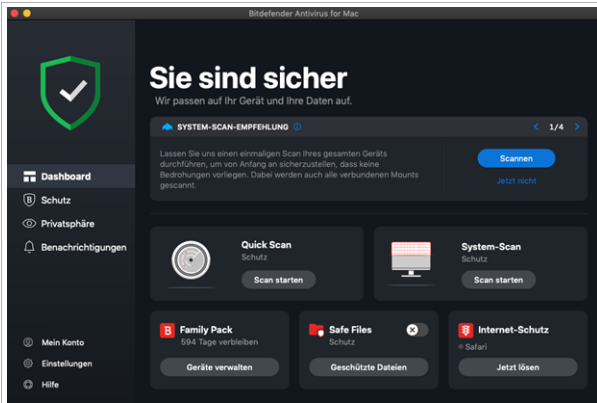 Bitdefender Antivirus for Mac
Sie sind sicher
Wir passen auf Ihr Gerät und Ihre Daten auf.
SYSTEM-SCAN-EMPFEHLUNG
1/4
Lassen Sie uns einen einmaligen Scan Ihres gesamten Geräts
durchführen, um von Anfang an sicherzustellen, dass keine
Bedrohungen vorliegen. Dabei werden auch alle verbundenen Mounts
gescannt.
Scannen
Jetzt nicht
Dashboard
Schutz
Privatsphäre
Benachrichtigungen
Quick Scan
Schutz
Scan starten
System-Scan
Schutz
Scan starten
B
Family Pack
594 Tage verbleiben
Geräte verwalten
Safe Files
Schutz
Geschützte Dateien
Internet-Schutz
Safari
Jetzt lösen
Mein Konto
Einstellungen
Hilfe